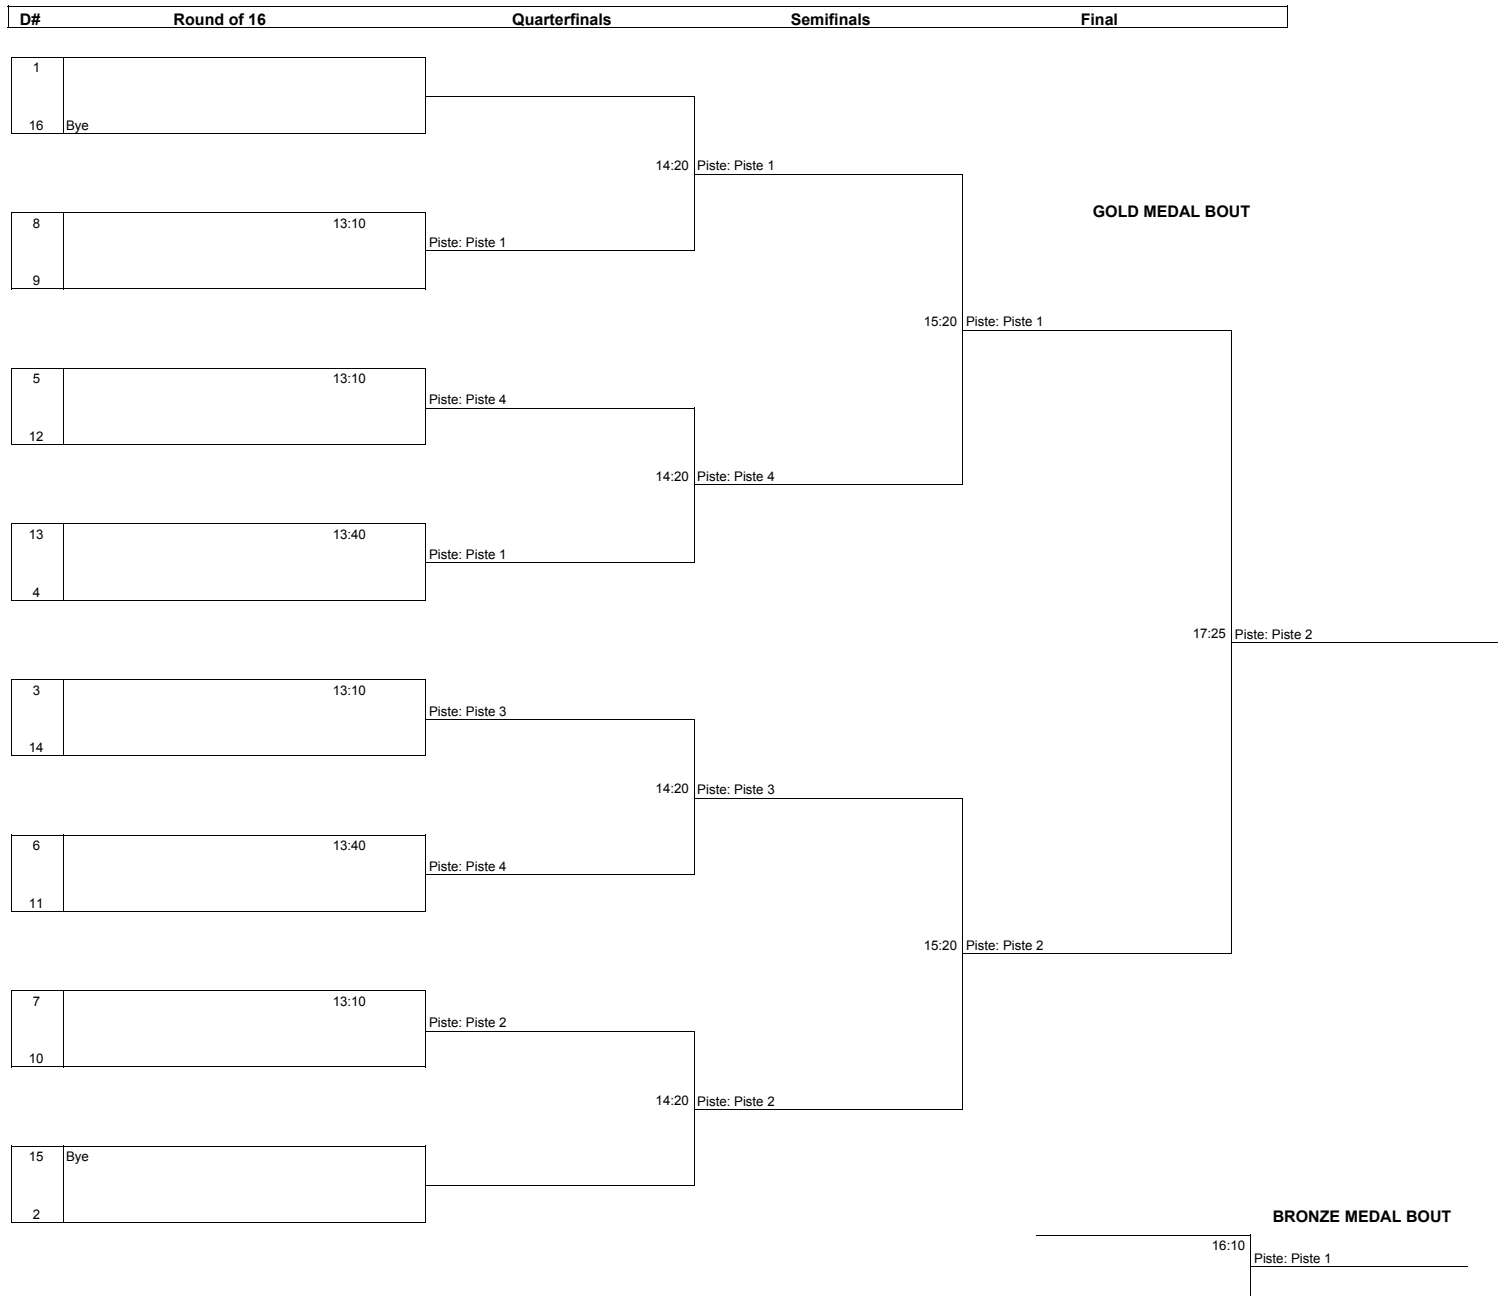 D# Round of 16 Quarterfinals Semifinals Final
1
16 Bye
14:20 Piste: Piste 1
GOLD MEDAL BOUT
8 13:10
Piste: Piste 1
9
15:20 Piste: Piste 1
5 13:10
Piste: Piste 4
12
14:20 Piste: Piste 4
13 13:40
Piste: Piste 1
4
17:25 Piste: Piste 2
3 13:10
Piste: Piste 3
14
14:20 Piste: Piste 3
6 13:40
Piste: Piste 4
11
15:20 Piste: Piste 2
7 13:10
Piste: Piste 2
10
14:20 Piste: Piste 2
15 Bye
2
BRONZE MEDAL BOUT
16:10
Piste: Piste 1